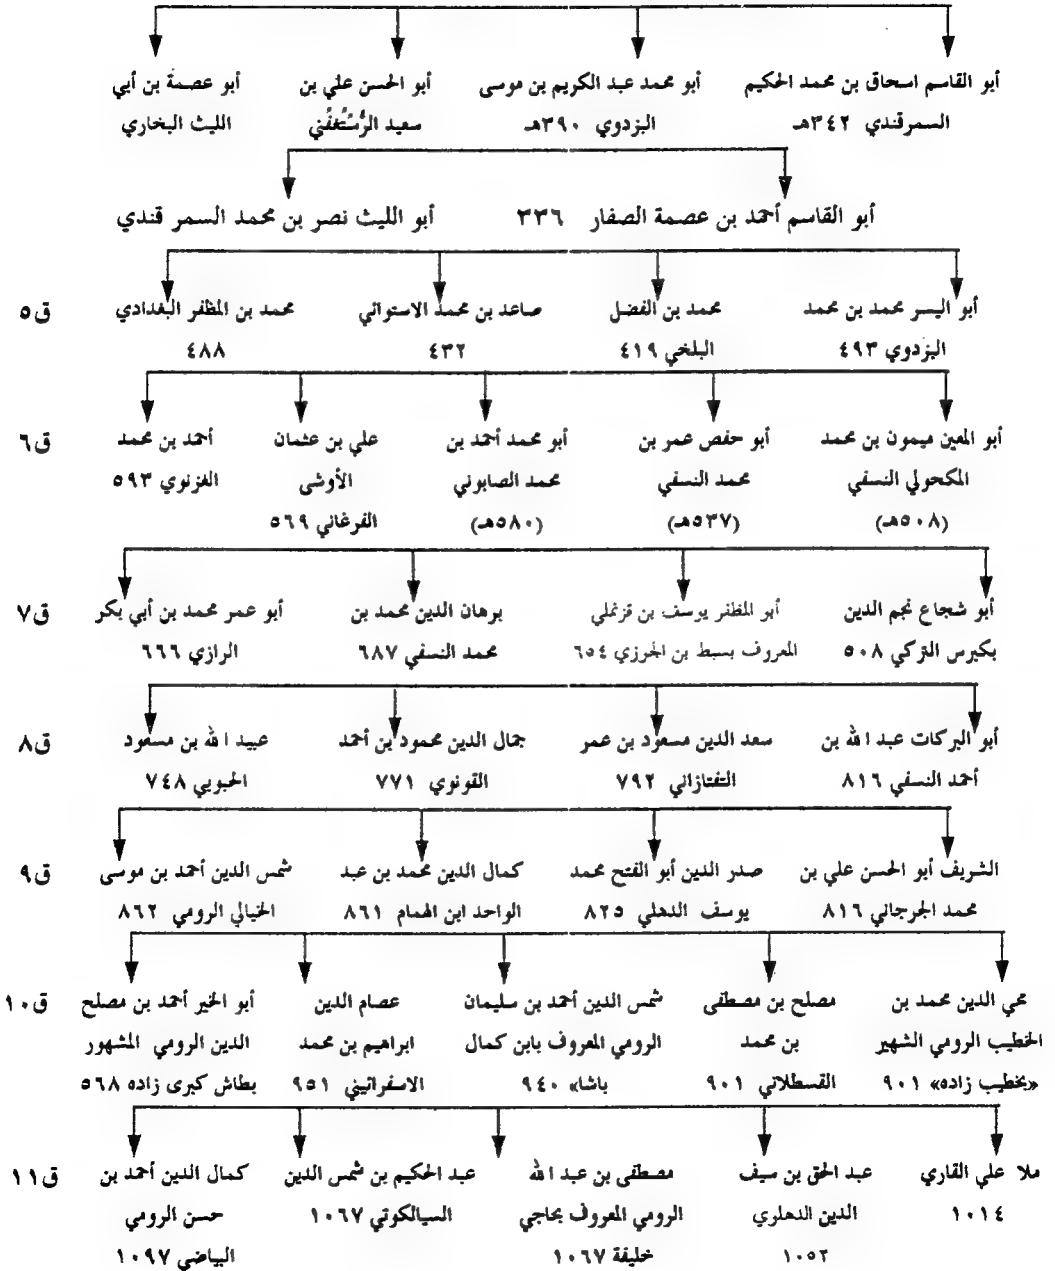 أبو القاسم اسحاق بن محمد الحكيم
السمرقندي ٣٤٢هـ
أبو محمد عبد الكريم بن موسى
البزدوي ٣٩٠هـ
أبو الحسن علي بن
سعيد الرُّسْتُغْفَني
أبو عصمة بن أبي
الليث البخاري
أبو القاسم أحمد بن عصمة الصفار ٣٣٦
أبو الليث نصر بن محمد السمر قندي
أبو اليسر محمد بن محمد
البزدوي ٤٩٣
محمد بن الفضل
البلخي ٤١٩
صاعد بن محمد الاستوائي
٤٣٢
محمد بن المظفر البغدادي
٤٨٨
ق٥
أبو المعين ميمون بن محمد
المكحولي النسفي
(٥٠٨هـ)
أبو حفص عمر بن
محمد النسفي
(٥٣٧هـ)
أبو محمد أحمد بن
محمد الصابوني
(٥٨٠هـ)
علي بن عثمان
الأوشى
الفرغاني ٥٦٩
أحمد بن محمد
الغزنوي ٥٩٣
ق٦
أبو شجاع نجم الدين
بكبرس التركي ٥٠٨
أبو المظفر يوسف بن قزنملي
المعروف بسبط بن الجرزي ٦٥٤
برهان الدين محمد بن
محمد النسفي ٦٨٧
أبو عمر محمد بن أبي بكر
الرازي ٦٦٦
ق٧
أبو البركات عبد الله بن
أحمد النسفي ٨١٦
سعد الدين مسعود بن عمر
التفتازاني ٧٩٢
جمال الدين محمود بن أحمد
القونوي ٧٧١
عبيد الله بن مسعود
الحبوبي ٧٤٨
ق٨
الشريف أبو الحسن علي بن
محمد الجرجاني ٨١٦
صدر الدين أبو الفتح محمد
يوسف الدهلي ٨٢٥
كمال الدين محمد بن عبد
الواحد ابن الهمام ٨٦١
شمس الدين أحمد بن موسى
الخيالي الرومي ٨٦٢
ق٩
محي الدين محمد بن
الخطيب الرومي الشهير
«بخطيب زاده» ٩٠١
مصلح بن مصطفى
بن محمد
القسطلاني ٩٠١
شمس الدين أحمد بن سليمان
الرومي المعروف بابن كمال
باشا» ٩٤٠
عصام الدين
ابراهيم بن محمد
الاسفرائيني ٩٥١
أبو الخير أحمد بن مصلح
الدين الرومي المشهور
بطاش كبرى زاده ٥٦٨
ق١٠
ملا علي القاري
١٠١٤
عبد الحق بن سيف
الدين الدهلري
١٠٥٢
مصطفى بن عبد الله
الرومي المعروف بحاجي
خليفة ١٠٦٧
عبد الحكيم بن شمس الدين
السيالكوتي ١٠٦٧
كمال الدين أحمد بن
حسن الرومي
البياضي ١٠٩٧
ق١١